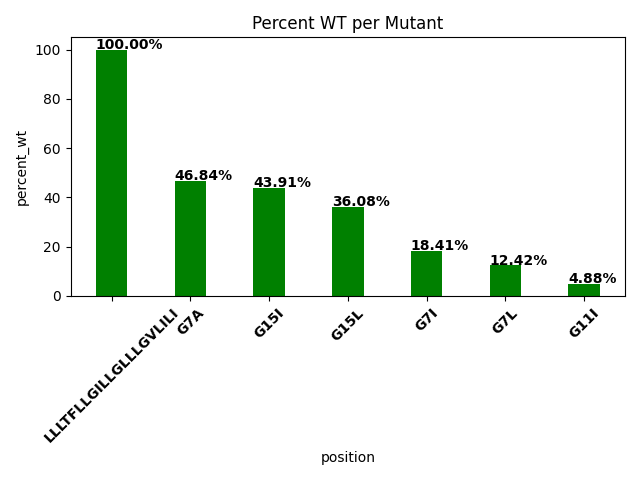 Percent WT per Mutant
percent_wt
100
80
60
40
20
0
100.00%
46.84%
43.91%
36.08%
18.41%
12.42%
4.88%
LLLTFLLGILLGLLLGVLILI
G7A
G15I
G15L
G7I
G7L
G11I
position